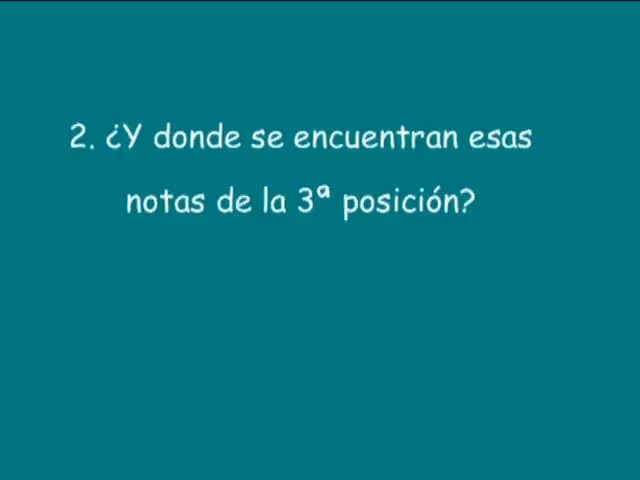 2. ¿Y donde se encuentran esas
notas de la 3ª posición?